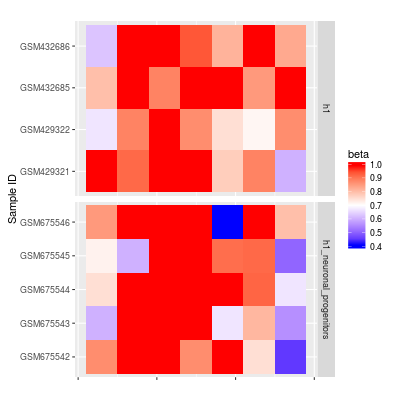 GSM432686
GSM432685
GSM429322
GSM429321
h1
Sample ID
GSM675546
GSM675545
GSM675544
GSM675543
GSM675542
h1_neuronal_progenitors
beta
1.0
0.9
0.8
0.7
0.6
0.5
0.4